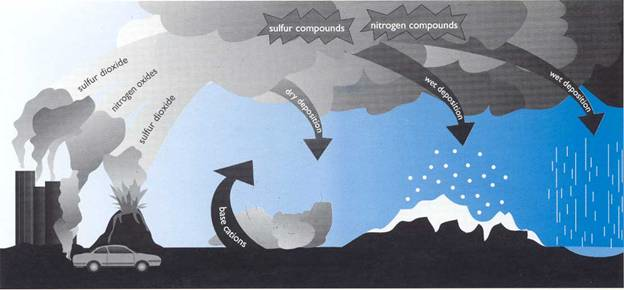 sulfur compounds
nitrogen compounds
sulfur dioxide
nitrogen oxides
sulfur dioxide
dry deposition
wet deposition
wet deposition
base cations